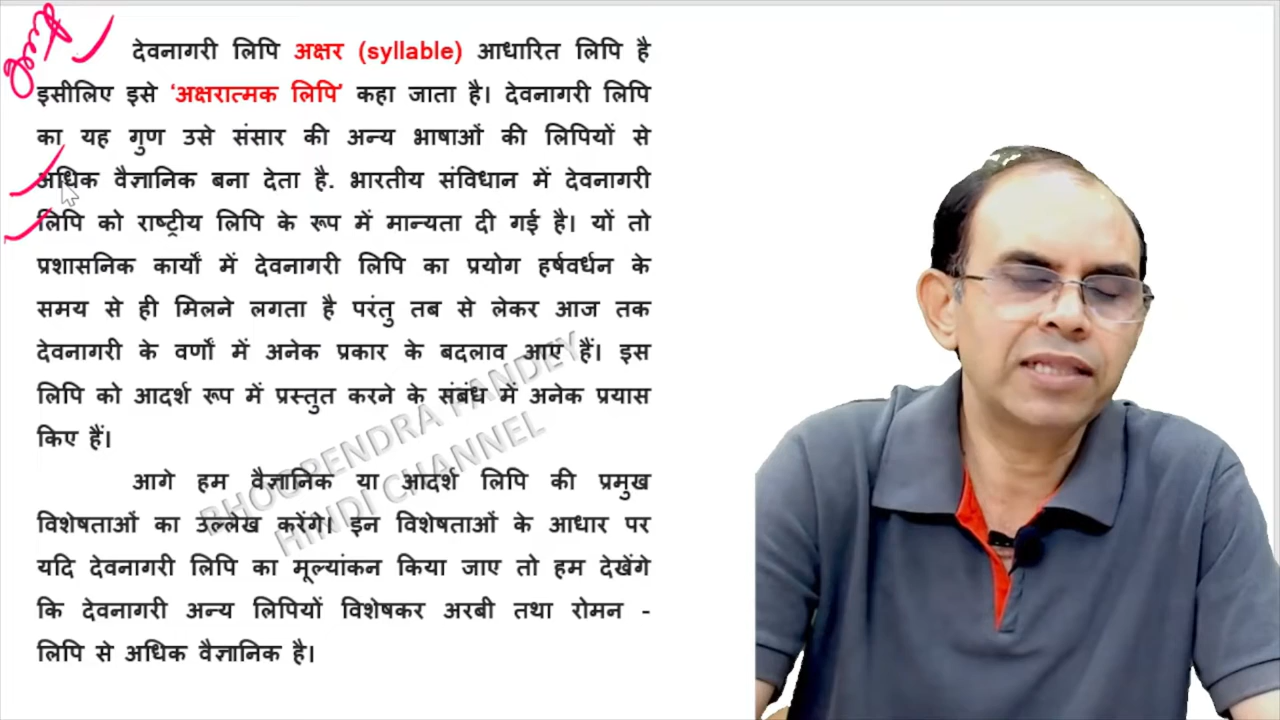 देवनागरी लिपि अक्षर (syllable) आधारित लिपि है
इसीलिए इसे ‘अक्षरात्मक लिपि’ कहा जाता है। देवनागरी लिपि
का यह गुण उसे संसार की अन्य भाषाओं की लिपियों से
अधिक वैज्ञानिक बना देता है. भारतीय संविधान में देवनागरी
लिपि को राष्ट्रीय लिपि के रूप में मान्यता दी गई है। यों तो
प्रशासनिक कार्यों में देवनागरी लिपि का प्रयोग हर्षवर्धन के
समय से ही मिलने लगता है परंतु तब से लेकर आज तक
देवनागरी के वर्णों में अनेक प्रकार के बदलाव आए हैं। इस
लिपि को आदर्श रूप में प्रस्तुत करने के संबंध में अनेक प्रयास
किए हैं।
आगे हम वैज्ञानिक या आदर्श लिपि की प्रमुख
विशेषताओं का उल्लेख करेंगे। इन विशेषताओं के आधार पर
यदि देवनागरी लिपि का मूल्यांकन किया जाए तो हम देखेंगे
कि देवनागरी अन्य लिपियों विशेषकर अरबी तथा रोमन -
लिपि से अधिक वैज्ञानिक है।
BHOOPENDRA PANDEY
HINDI CHANNEL